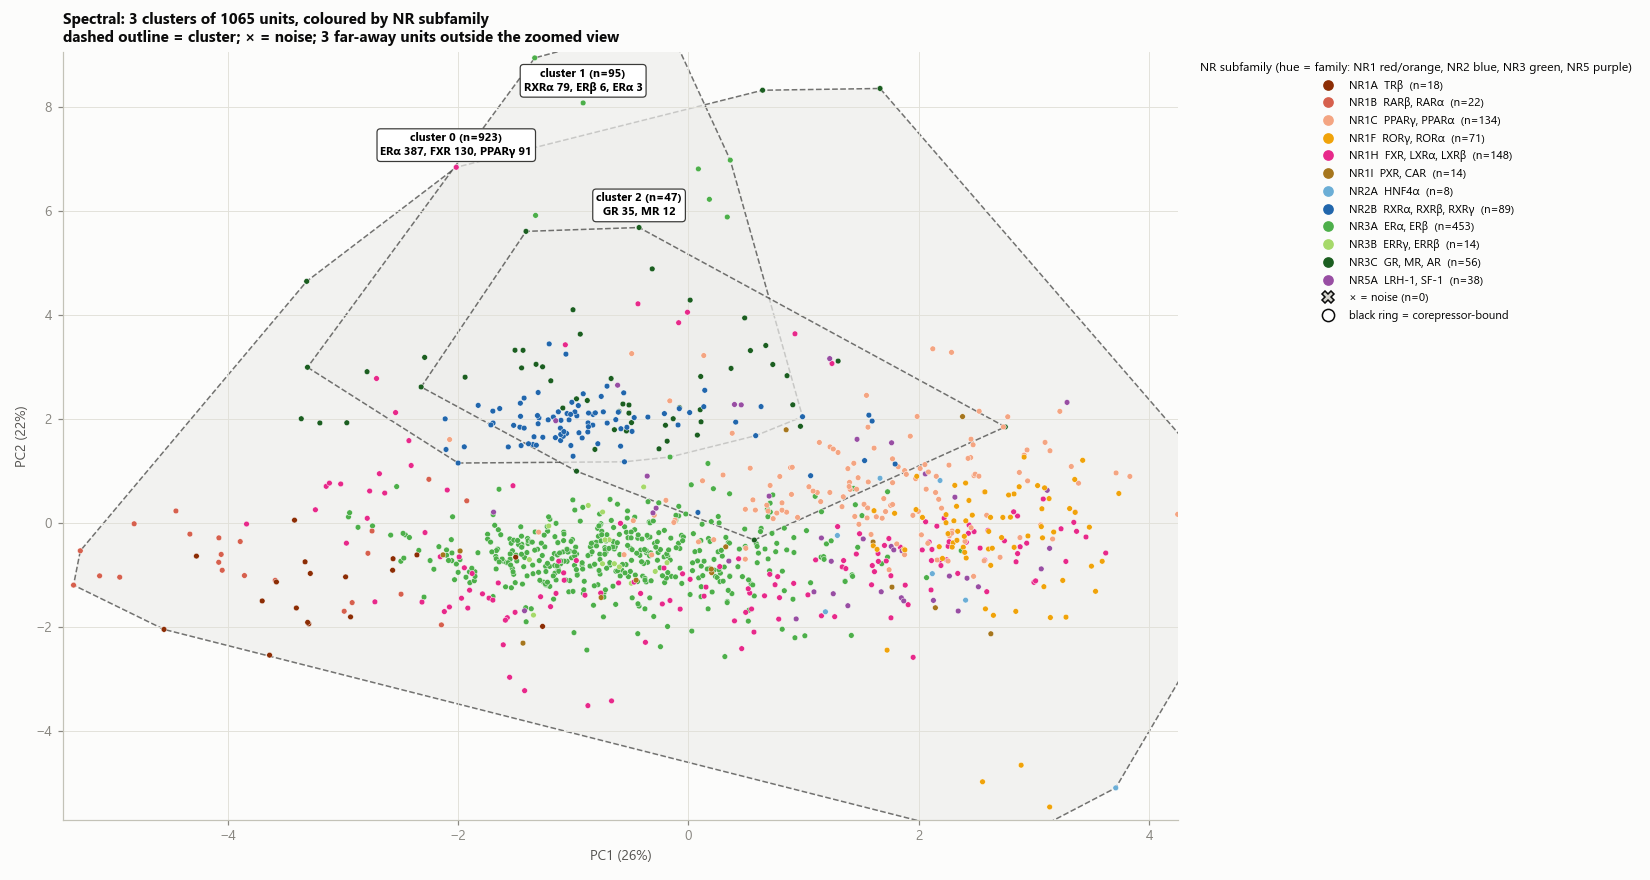 Spectral: 3 clusters of 1065 units, coloured by NR subfamily
dashed outline = cluster; × = noise; 3 far-away units outside the zoomed view
cluster 1 (n=95)
RXRα 79, ERβ 6, ERα 3
cluster 0 (n=923)
ERα 387, FXR 130, PPARγ 91
cluster 2 (n=47)
GR 35, MR 12
8
6
4
2
0
−2
−4
PC2 (22%)
−4
−2
0
2
4
PC1 (26%)
NR subfamily (hue = family: NR1 red/orange, NR2 blue, NR3 green, NR5 purple)
NR1A TRβ (n=18)
NR1B RARβ, RARα (n=22)
NR1C PPARγ, PPARα (n=134)
NR1F RORγ, RORα (n=71)
NR1H FXR, LXRα, LXRβ (n=148)
NR1I PXR, CAR (n=14)
NR2A HNF4α (n=8)
NR2B RXRα, RXRβ, RXRγ (n=89)
NR3A ERα, ERβ (n=453)
NR3B ERRγ, ERRβ (n=14)
NR3C GR, MR, AR (n=56)
NR5A LRH-1, SF-1 (n=38)
× = noise (n=0)
black ring = corepressor-bound